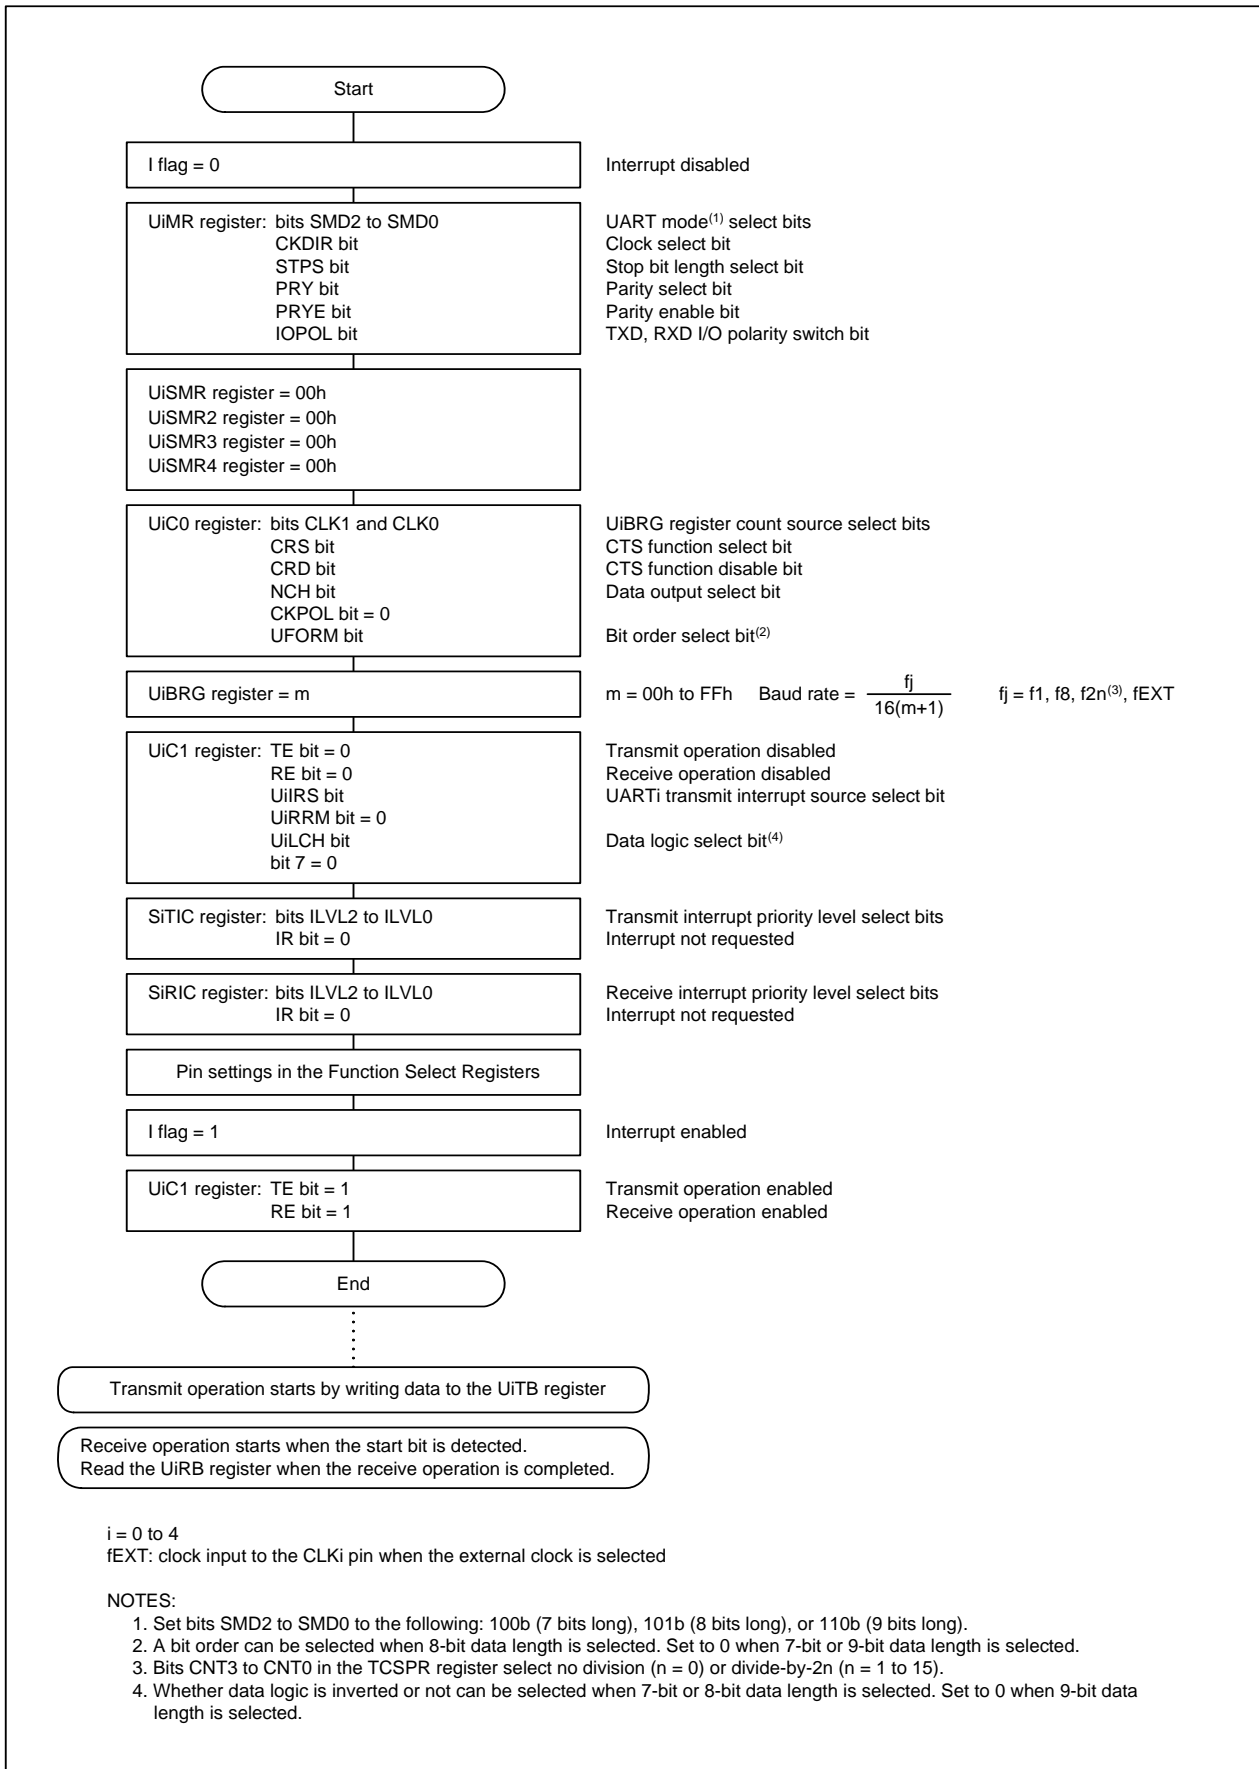 Start
I flag = 0 Interrupt disabled
UiMR register: bits SMD2 to SMD0 UART mode(1) select bits
CKDIR bit Clock select bit
STPS bit Stop bit length select bit
PRY bit Parity select bit
PRYE bit Parity enable bit
IOPOL bit TXD, RXD I/O polarity switch bit
UiSMR register = 00h
UiSMR2 register = 00h
UiSMR3 register = 00h
UiSMR4 register = 00h
UiC0 register: bits CLK1 and CLK0 UiBRG register count source select bits
CRS bit CTS function select bit
CRD bit CTS function disable bit
NCH bit Data output select bit
CKPOL bit = 0
UFORM bit Bit order select bit(2)
UiBRG register = m m = 00h to FFh Baud rate = fj / 16(m+1) fj = f1, f8, f2n(3), fEXT
UiC1 register: TE bit = 0 Transmit operation disabled
RE bit = 0 Receive operation disabled
UiIRS bit UARTi transmit interrupt source select bit
UiRRM bit = 0
UiLCH bit Data logic select bit(4)
bit 7 = 0
SiTIC register: bits ILVL2 to ILVL0 Transmit interrupt priority level select bits
IR bit = 0 Interrupt not requested
SiRIC register: bits ILVL2 to ILVL0 Receive interrupt priority level select bits
IR bit = 0 Interrupt not requested
Pin settings in the Function Select Registers
I flag = 1 Interrupt enabled
UiC1 register: TE bit = 1 Transmit operation enabled
RE bit = 1 Receive operation enabled
End
Transmit operation starts by writing data to the UiTB register
Receive operation starts when the start bit is detected.
Read the UiRB register when the receive operation is completed.
i = 0 to 4
fEXT: clock input to the CLKi pin when the external clock is selected
NOTES:
1. Set bits SMD2 to SMD0 to the following: 100b (7 bits long), 101b (8 bits long), or 110b (9 bits long).
2. A bit order can be selected when 8-bit data length is selected. Set to 0 when 7-bit or 9-bit data length is selected.
3. Bits CNT3 to CNT0 in the TCSPR register select no division (n = 0) or divide-by-2n (n = 1 to 15).
4. Whether data logic is inverted or not can be selected when 7-bit or 8-bit data length is selected. Set to 0 when 9-bit data
length is selected.